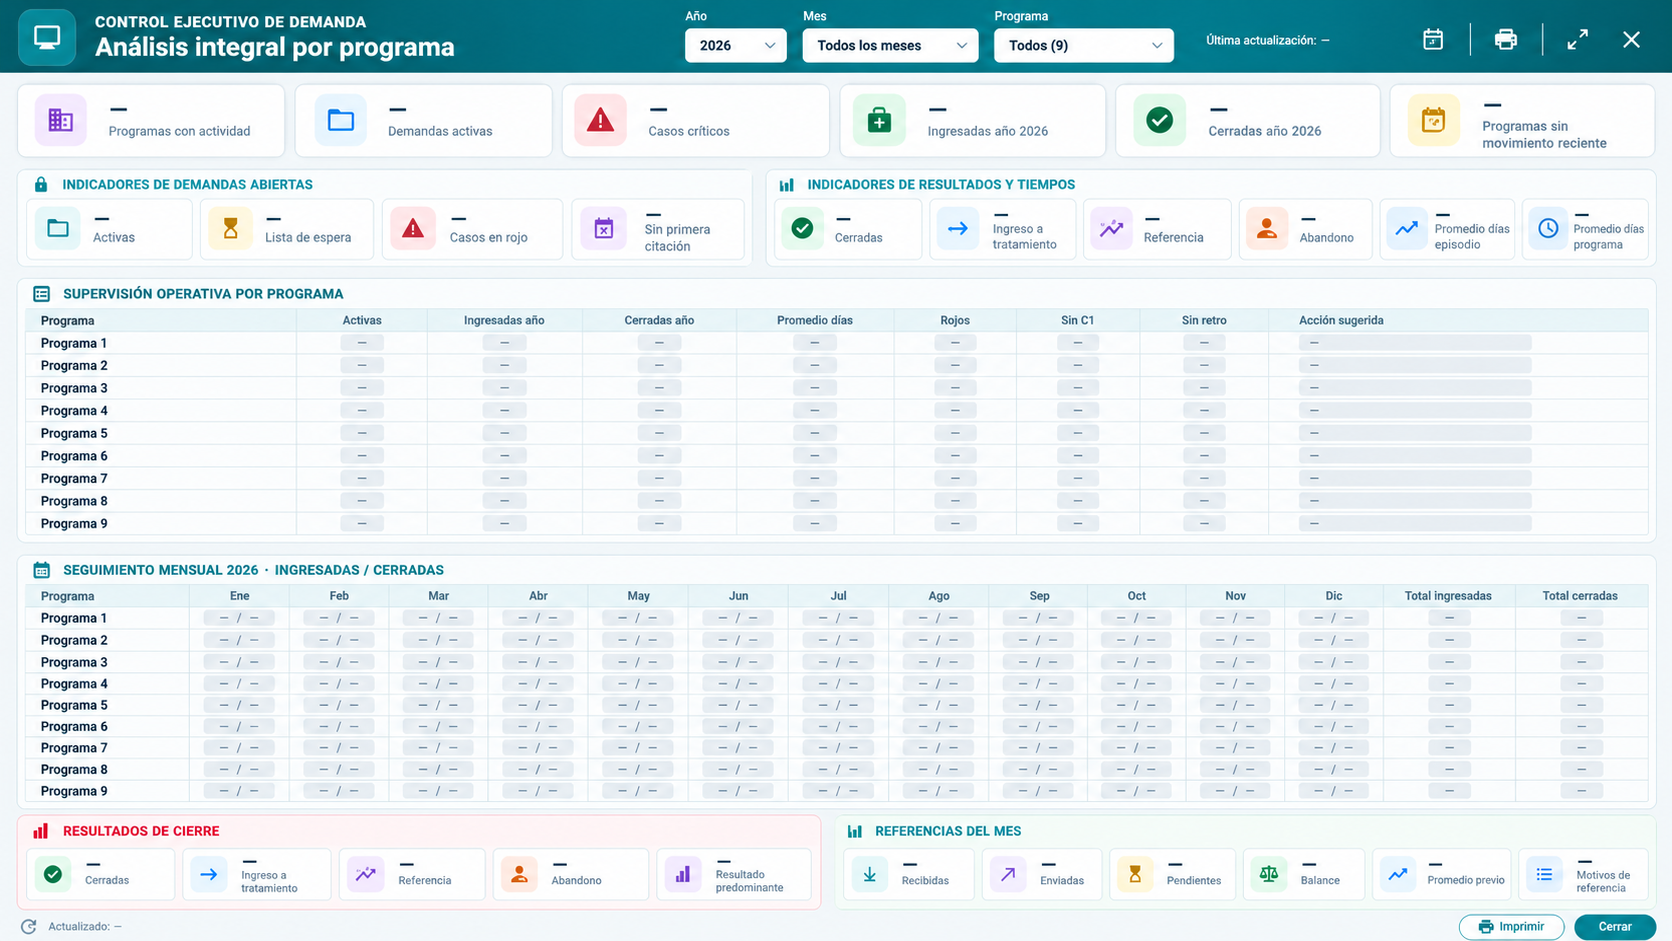 CONTROL EJECUTIVO DE DEMANDA
Análisis integral por programa
Año
2026
Mes
Todos los meses
Programa
Todos (9)
Última actualización: —
—
Programas con actividad
—
Demandas activas
—
Casos críticos
—
Ingresadas año 2026
—
Cerradas año 2026
—
Programas sin
movimiento reciente
INDICADORES DE DEMANDAS ABIERTAS
—
Activas
—
Lista de espera
—
Casos en rojo
—
Sin primera
citación
INDICADORES DE RESULTADOS Y TIEMPOS
—
Cerradas
—
Ingreso a
tratamiento
—
Referencia
—
Abandono
—
Promedio días
episodio
—
Promedio días
programa
SUPERVISIÓN OPERATIVA POR PROGRAMA
Programa Activas Ingresadas año Cerradas año Promedio días Rojos Sin C1 Sin retro Acción sugerida
Programa 1 — — — — — — — —
Programa 2 — — — — — — — —
Programa 3 — — — — — — — —
Programa 4 — — — — — — — —
Programa 5 — — — — — — — —
Programa 6 — — — — — — — —
Programa 7 — — — — — — — —
Programa 8 — — — — — — — —
Programa 9 — — — — — — — —
SEGUIMIENTO MENSUAL 2026 · INGRESADAS / CERRADAS
Programa Ene Feb Mar Abr May Jun Jul Ago Sep Oct Nov Dic Total ingresadas Total cerradas
Programa 1 — / — — / — — / — — / — — / — — / — — / — — / — — / — — / — — / — — / — — —
Programa 2 — / — — / — — / — — / — — / — — / — — / — — / — — / — — / — — / — — / — — —
Programa 3 — / — — / — — / — — / — — / — — / — — / — — / — — / — — / — — / — — / — — —
Programa 4 — / — — / — — / — — / — — / — — / — — / — — / — — / — — / — — / — — / — — —
Programa 5 — / — — / — — / — — / — — / — — / — — / — — / — — / — — / — — / — — / — — —
Programa 6 — / — — / — — / — — / — — / — — / — — / — — / — — / — — / — — / — — / — — —
Programa 7 — / — — / — — / — — / — — / — — / — — / — — / — — / — — / — — / — — / — — —
Programa 8 — / — — / — — / — — / — — / — — / — — / — — / — — / — — / — — / — — / — — —
Programa 9 — / — — / — — / — — / — — / — — / — — / — — / — — / — — / — — / — — / — — —
RESULTADOS DE CIERRE
—
Cerradas
—
Ingreso a
tratamiento
—
Referencia
—
Abandono
—
Resultado
predominante
REFERENCIAS DEL MES
—
Recibidas
—
Enviadas
—
Pendientes
—
Balance
—
Promedio previo
—
Motivos de
referencia
Actualizado: —
Imprimir
Cerrar